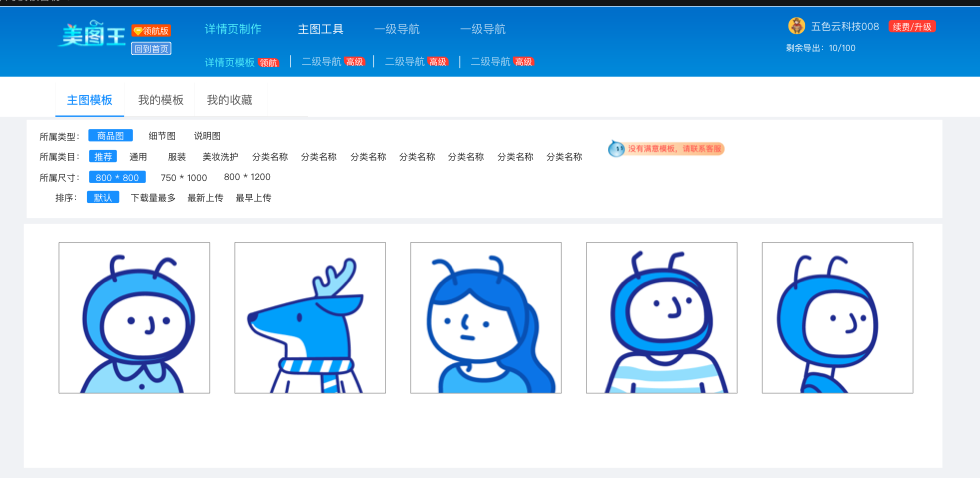 美图王 领航版 回到首页
详情页制作 主图工具 一级导航 一级导航
详情页模板 领航 二级导航 高级 二级导航 高级 二级导航 高级
五色云科技008 续费/升级
剩余导出：10/100
主图模板 我的模板 我的收藏
所属类型： 商品图 细节图 说明图
所属类目： 推荐 通用 服装 美妆洗护 分类名称 分类名称 分类名称 分类名称 分类名称 分类名称 分类名称
没有满意模板，请联系客服
所属尺寸： 800 * 800 750 * 1000 800 * 1200
排序： 默认 下载量最多 最新上传 最早上传